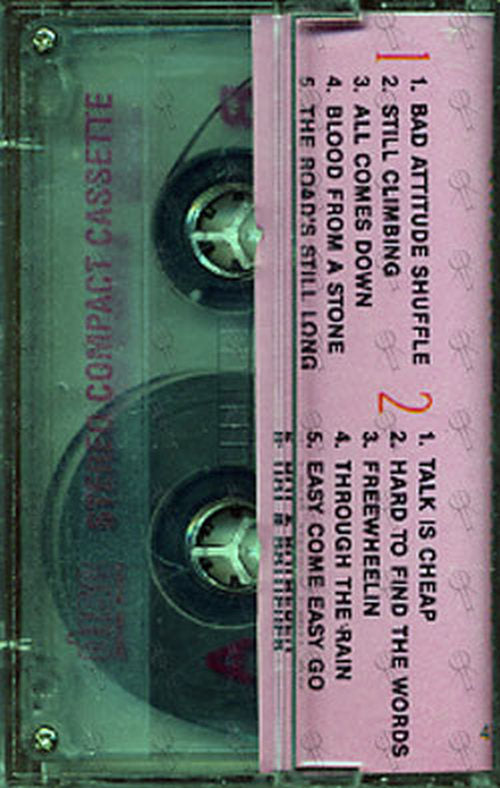 1
1. BAD ATTITUDE SHUFFLE
2. STILL CLIMBING
3. ALL COMES DOWN
4. BLOOD FROM A STONE
5 THE ROAD'S STILL LONG
2
1. TALK IS CHEAP
2. HARD TO FIND THE WORDS
3. FREEWHEELIN
4. THROUGH THE RAIN
5. EASY COME EASY GO
STEREO COMPACT CASSETTE
A